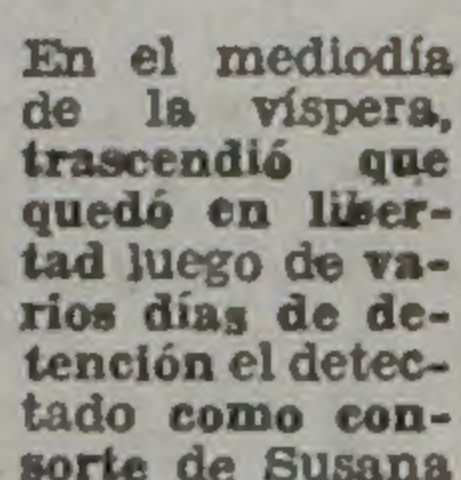 En el mediodía
de la víspera,
trascendió que
quedó en liber-
tad luego de va-
rios días de de-
tención el detec-
tado como con-
sorte de Susana